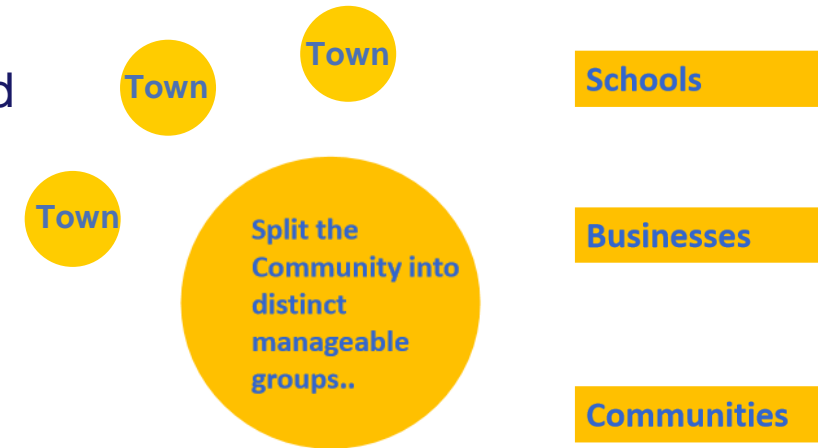 d
Town
Town
Town
Split the
Community into
distinct
manageable
groups..
Schools
Businesses
Communities